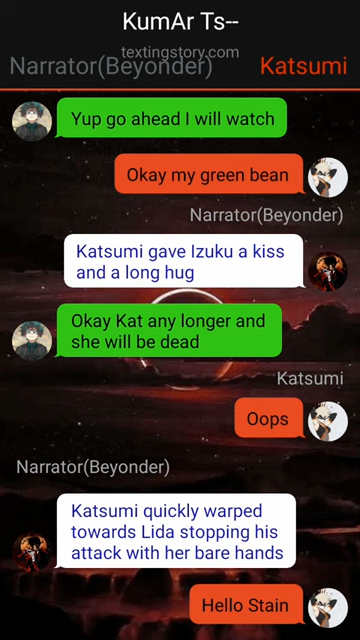 KumAr Ts--
textingstory.com
Narrator(Beyonder)
Katsumi
Yup go ahead I will watch
Okay my green bean
Narrator(Beyonder)
Katsumi gave Izuku a kiss
and a long hug
Okay Kat any longer and
she will be dead
Katsumi
Oops
Narrator(Beyonder)
Katsumi quickly warped
towards Lida stopping his
attack with her bare hands
Hello Stain